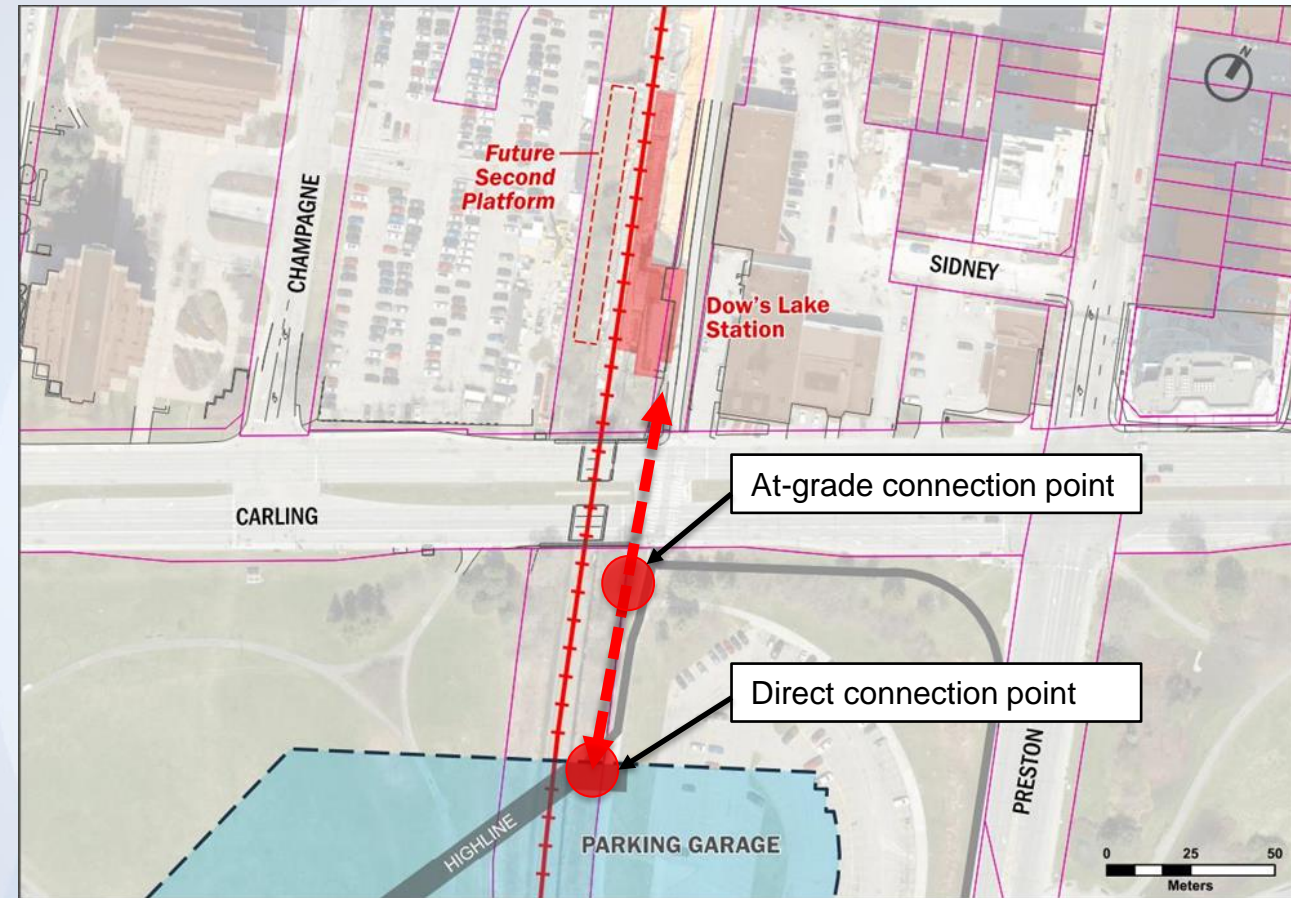 N
Future
Second
Platform
CHAMPAGNE
SIDNEY
Dow's Lake
Station
At-grade connection point
CARLING
Direct connection point
PRESTON
HIGHLINE
PARKING GARAGE
0 25 50
Meters